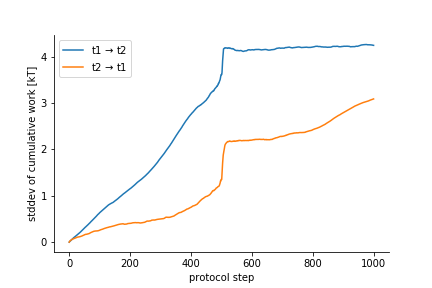 t1 → t2
t2 → t1
stddev of cumulative work [kT]
4
3
2
1
0
0 200 400 600 800 1000
protocol step